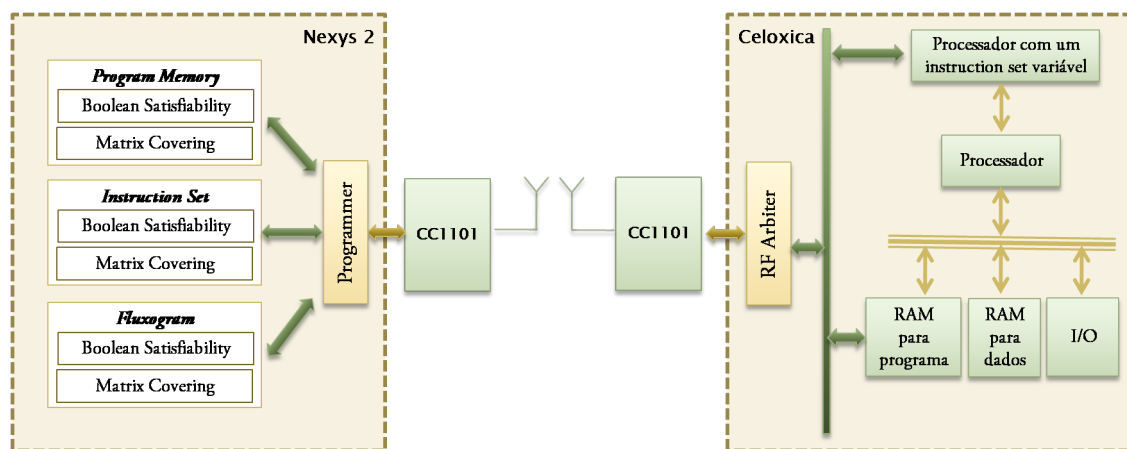 Nexys 2
Program Memory
Boolean Satisfiability
Matrix Covering
Instruction Set
Boolean Satisfiability
Matrix Covering
Fluxogram
Boolean Satisfiability
Matrix Covering
Programmer
CC1101
CC1101
Celoxica
RF Arbiter
Processador com um
instruction set variável
Processador
RAM
para
programa
RAM
para
dados
I/O